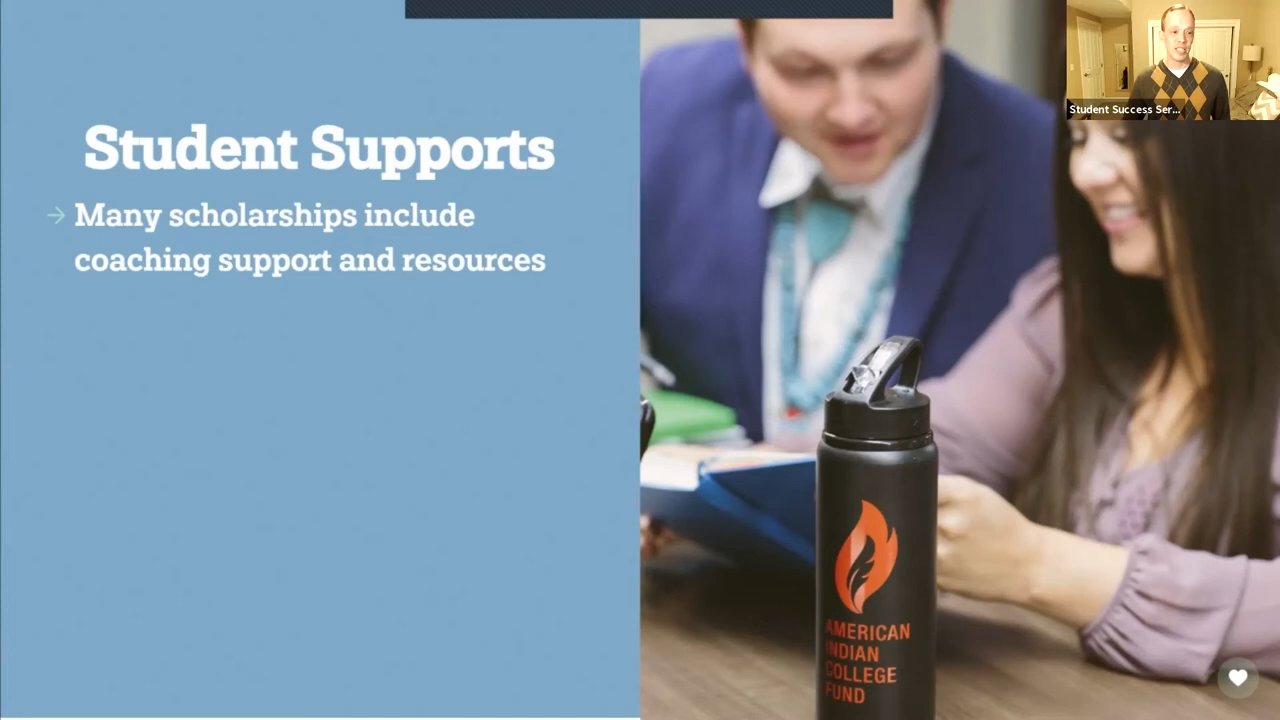 Student Supports
Many scholarships include
coaching support and resources
Student Success Ser...
AMERICAN
INDIAN
COLLEGE
FUND